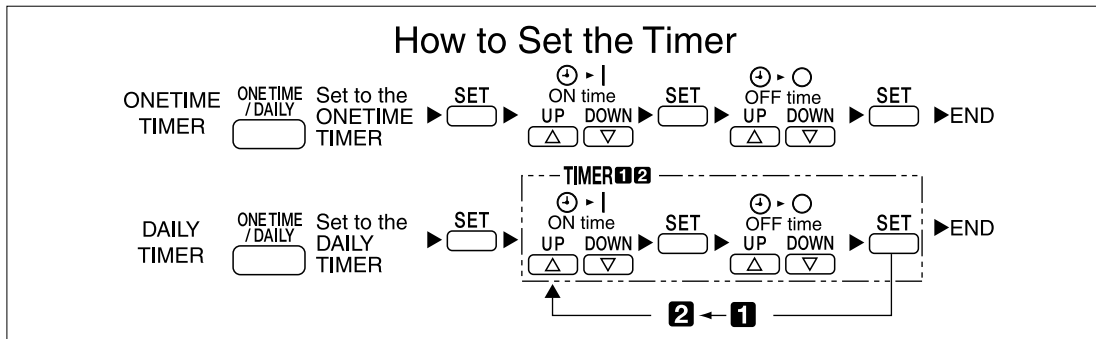 How to Set the Timer
ONETIME TIMER
ONETIME /DAILY
Set to the ONETIME TIMER
SET
ON time
UP DOWN
SET
OFF time
UP DOWN
SET
END
DAILY TIMER
ONETIME /DAILY
Set to the DAILY TIMER
SET
TIMER 1 2
ON time
UP DOWN
SET
OFF time
UP DOWN
SET
END
2 ← 1